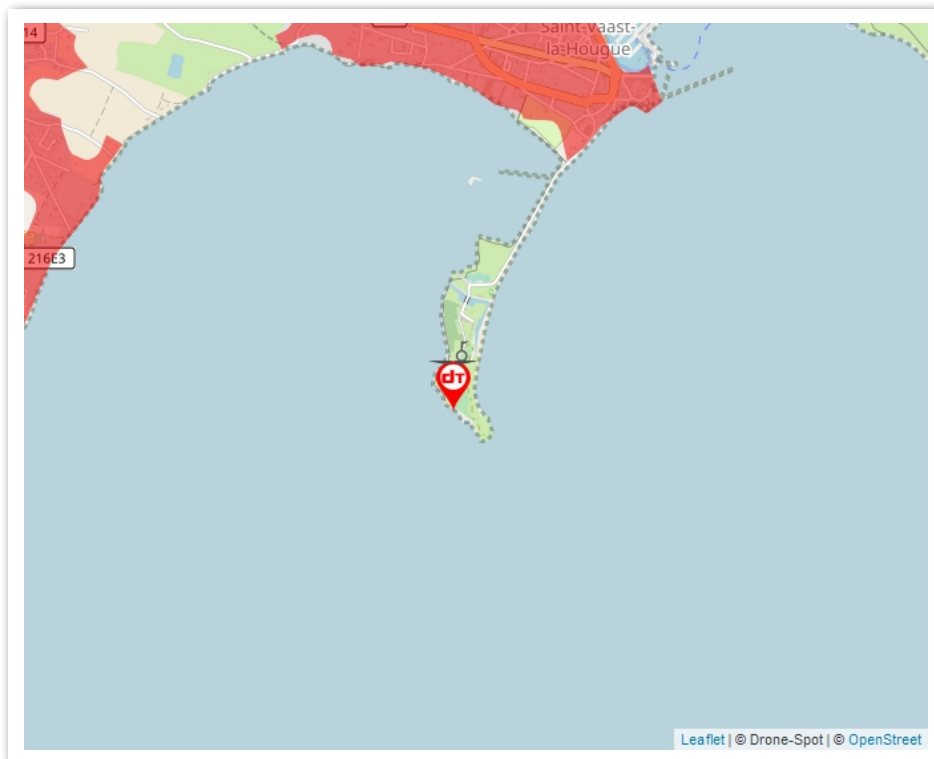 14
Saint-Vaast-
la-Hougue
216E3
dT
Leaflet | © Drone-Spot | © OpenStreet